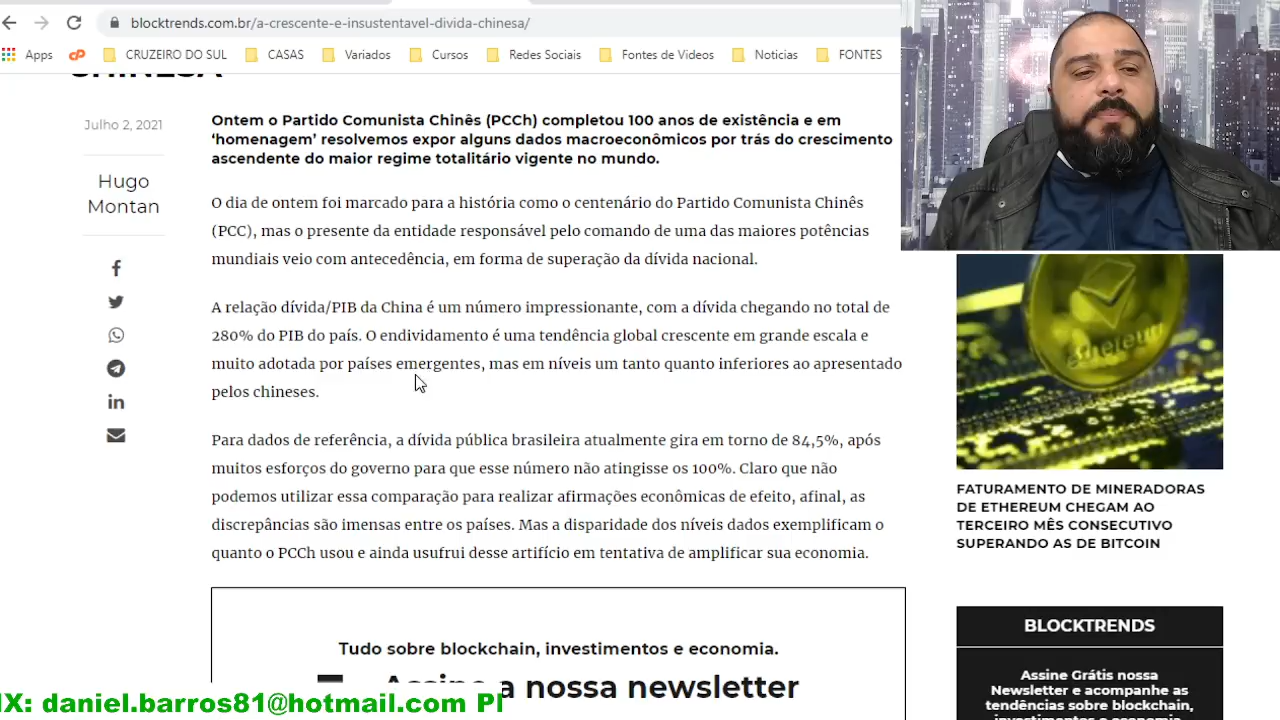 blocktrends.com.br/a-crescente-e-insustentavel-divida-chinesa/
Apps CRUZEIRO DO SUL CASAS Variados Cursos Redes Sociais Fontes de Videos Noticias FONTES
CHINESA
Julho 2, 2021
Hugo
Montan
Ontem o Partido Comunista Chinês (PCCh) completou 100 anos de existência e em
‘homenagem’ resolvemos expor alguns dados macroeconômicos por trás do crescimento
ascendente do maior regime totalitário vigente no mundo.
O dia de ontem foi marcado para a história como o centenário do Partido Comunista Chinês
(PCC), mas o presente da entidade responsável pelo comando de uma das maiores potências
mundiais veio com antecedência, em forma de superação da dívida nacional.
A relação dívida/PIB da China é um número impressionante, com a dívida chegando no total de
280% do PIB do país. O endividamento é uma tendência global crescente em grande escala e
muito adotada por países emergentes, mas em níveis um tanto quanto inferiores ao apresentado
pelos chineses.
Para dados de referência, a dívida pública brasileira atualmente gira em torno de 84,5%, após
muitos esforços do governo para que esse número não atingisse os 100%. Claro que não
podemos utilizar essa comparação para realizar afirmações econômicas de efeito, afinal, as
discrepâncias são imensas entre os países. Mas a disparidade dos níveis dados exemplificam o
quanto o PCCh usou e ainda usufrui desse artifício em tentativa de amplificar sua economia.
Tudo sobre blockchain, investimentos e economia.
Assine a nossa newsletter
ethereum
FATURAMENTO DE MINERADORAS
DE ETHEREUM CHEGAM AO
TERCEIRO MÊS CONSECUTIVO
SUPERANDO AS DE BITCOIN
BLOCKTRENDS
Assine Grátis nossa
Newsletter e acompanhe as
tendências sobre blockchain,
investimentos e economia
IX: daniel.barros81@hotmail.com PI